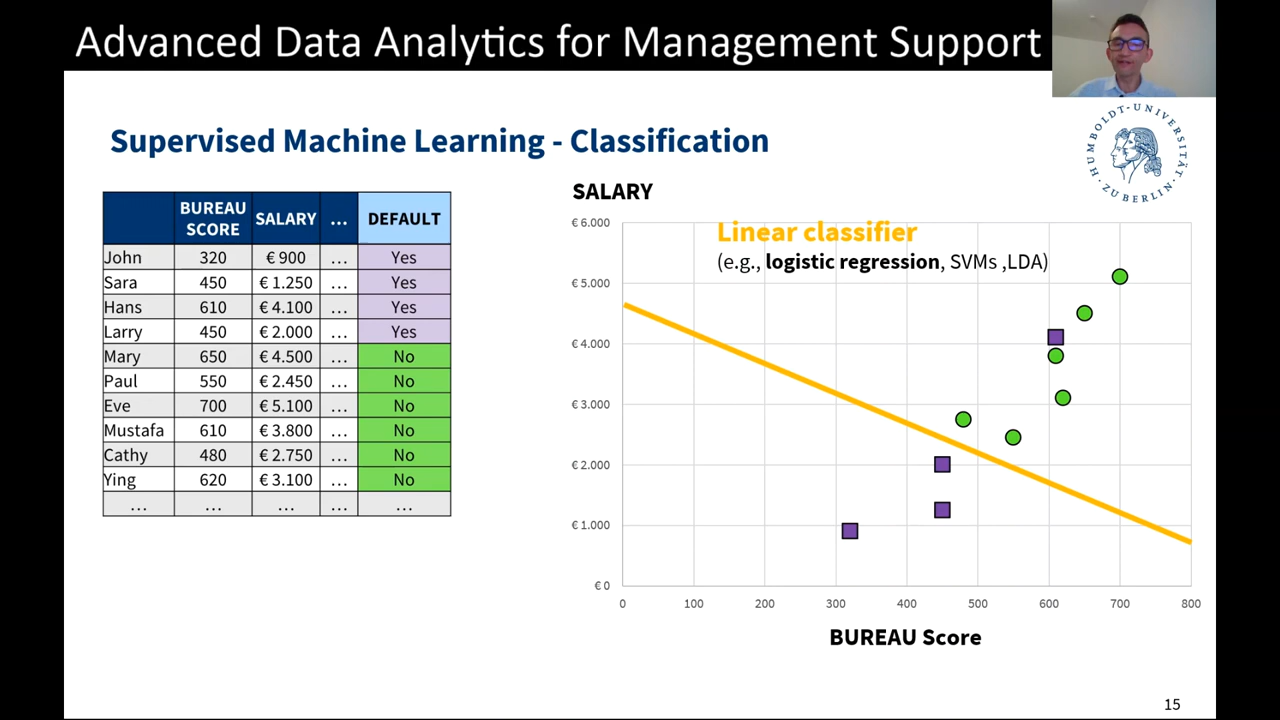 Advanced Data Analytics for Management Support
HUMBOLDT-UNIVERSITÄT ZU BERLIN
Supervised Machine Learning - Classification
BUREAU SCORE SALARY … DEFAULT
John 320 € 900 … Yes
Sara 450 € 1.250 … Yes
Hans 610 € 4.100 … Yes
Larry 450 € 2.000 … Yes
Mary 650 € 4.500 … No
Paul 550 € 2.450 … No
Eve 700 € 5.100 … No
Mustafa 610 € 3.800 … No
Cathy 480 € 2.750 … No
Ying 620 € 3.100 … No
… … … … …
SALARY
Linear classifier
(e.g., logistic regression, SVMs ,LDA)
€ 6.000
€ 5.000
€ 4.000
€ 3.000
€ 2.000
€ 1.000
€ 0
0 100 200 300 400 500 600 700 800
BUREAU Score
15